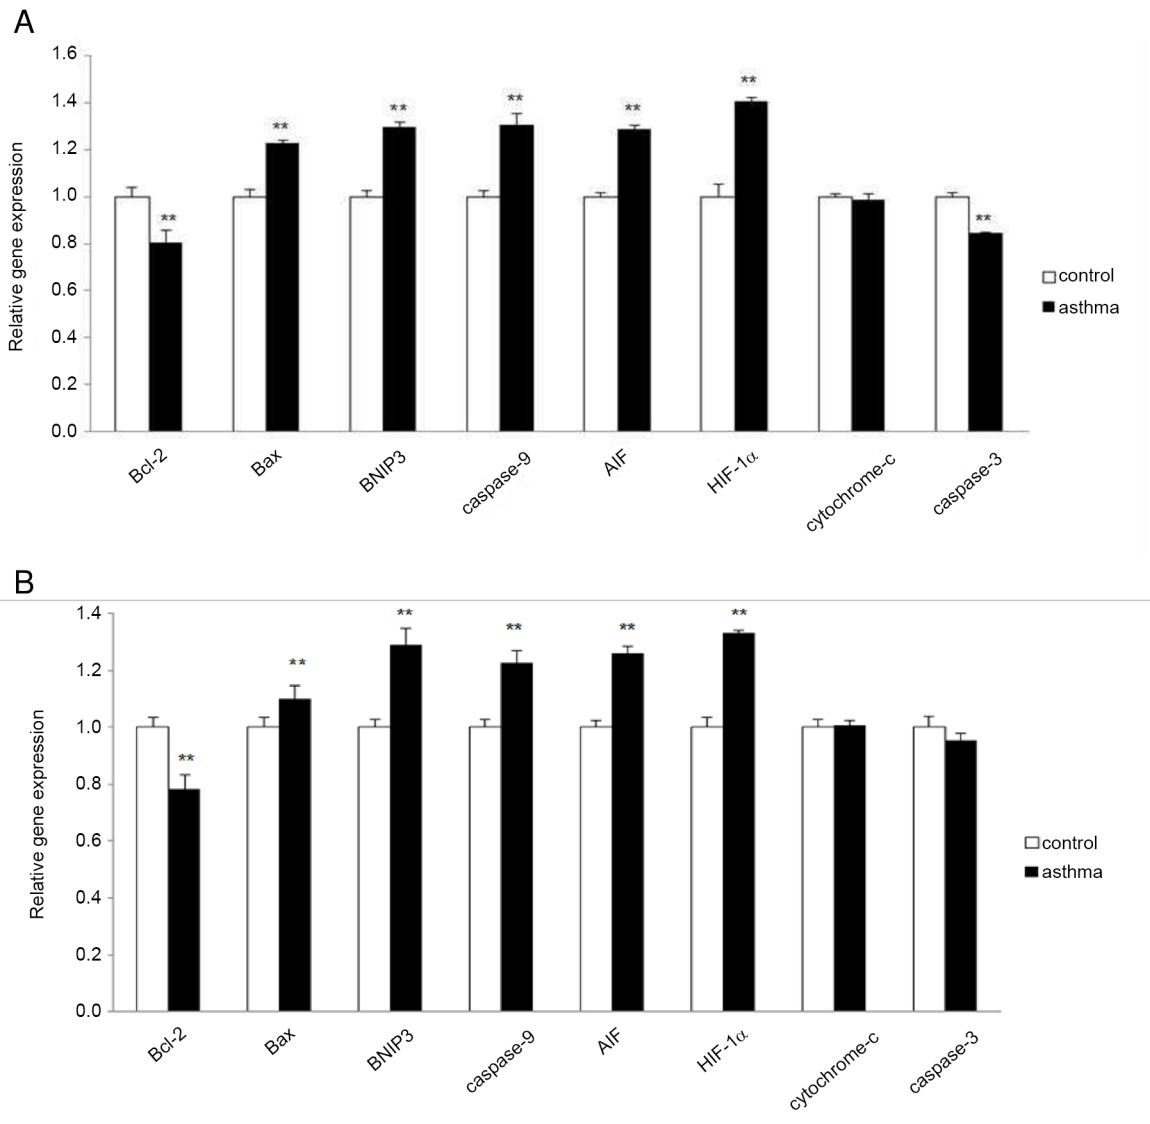 A
1.6
1.4
1.2
1.0
0.8
0.6
0.4
0.2
0.0
Relative gene expression
**
**
**
**
**
**
**
control
asthma
Bcl-2
Bax
BNIP3
caspase-9
AIF
HIF-1α
cytochrome-c
caspase-3
B
1.4
1.2
1.0
0.8
0.6
0.4
0.2
0.0
Relative gene expression
**
**
**
**
**
**
control
asthma
Bcl-2
Bax
BNIP3
caspase-9
AIF
HIF-1α
cytochrome-c
caspase-3